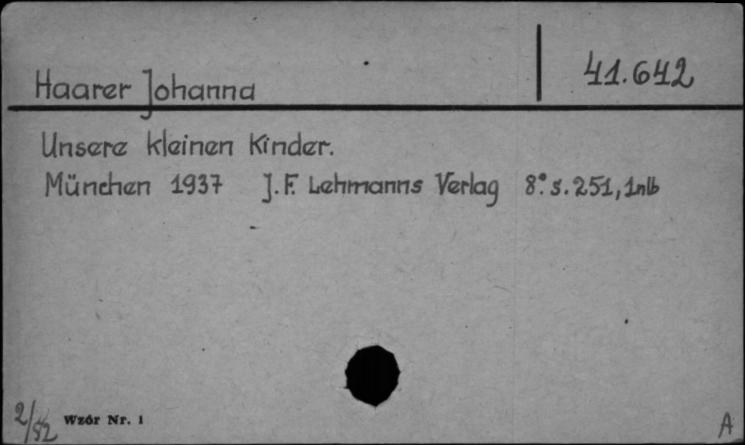 Haarer Johanna 41.642
Unsere kleinen Kinder.
München 1937 J.F. Lehmanns Verlag 8° s.251, 1nlb
2/52 Wzór Nr. 1 A